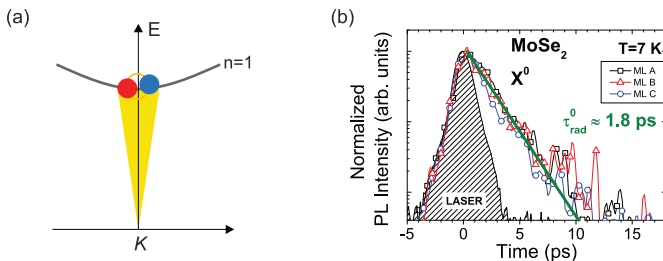 (a)
E
n=1
K
(b)
MoSe₂
X⁰
T=7 K
ML A
ML B
ML C
τ⁰rad ≈ 1.8 ps
LASER
Normalized
PL Intensity (arb. units)
-5 0 5 10 15
Time (ps)